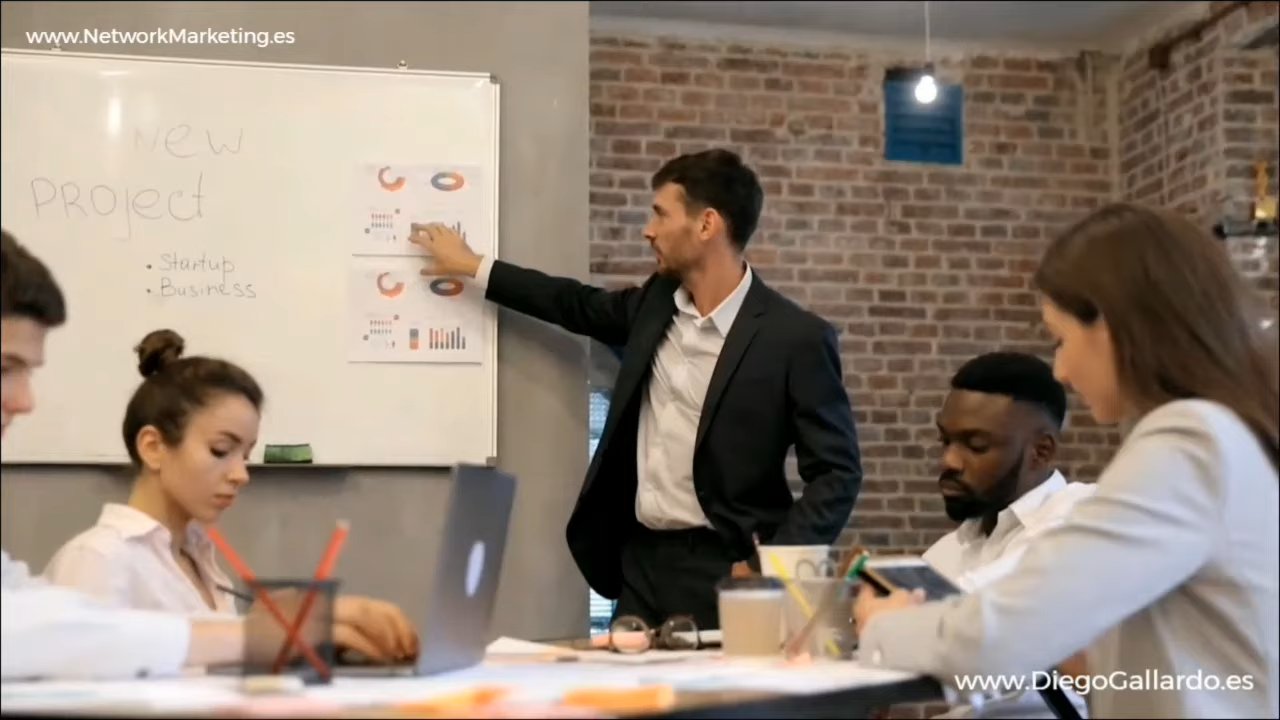 www.NetworkMarketing.es
New
PROject
• Startup
• Business
www.DiegoGallardo.es